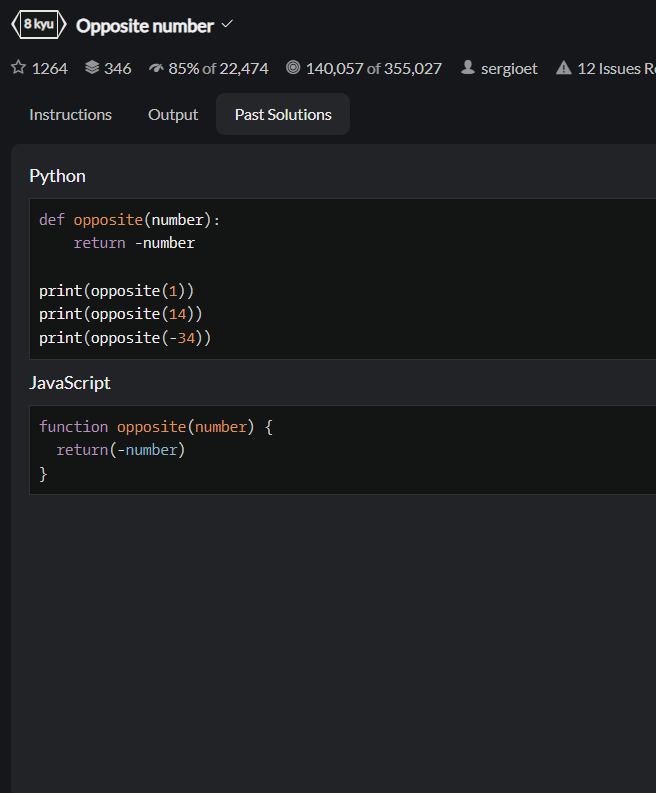 8 kyu Opposite number
1264 346 85% of 22,474 140,057 of 355,027 sergioet 12 Issues Re
Instructions Output Past Solutions
Python
def opposite(number):
    return -number
print(opposite(1))
print(opposite(14))
print(opposite(-34))
JavaScript
function opposite(number) {
  return(-number)
}